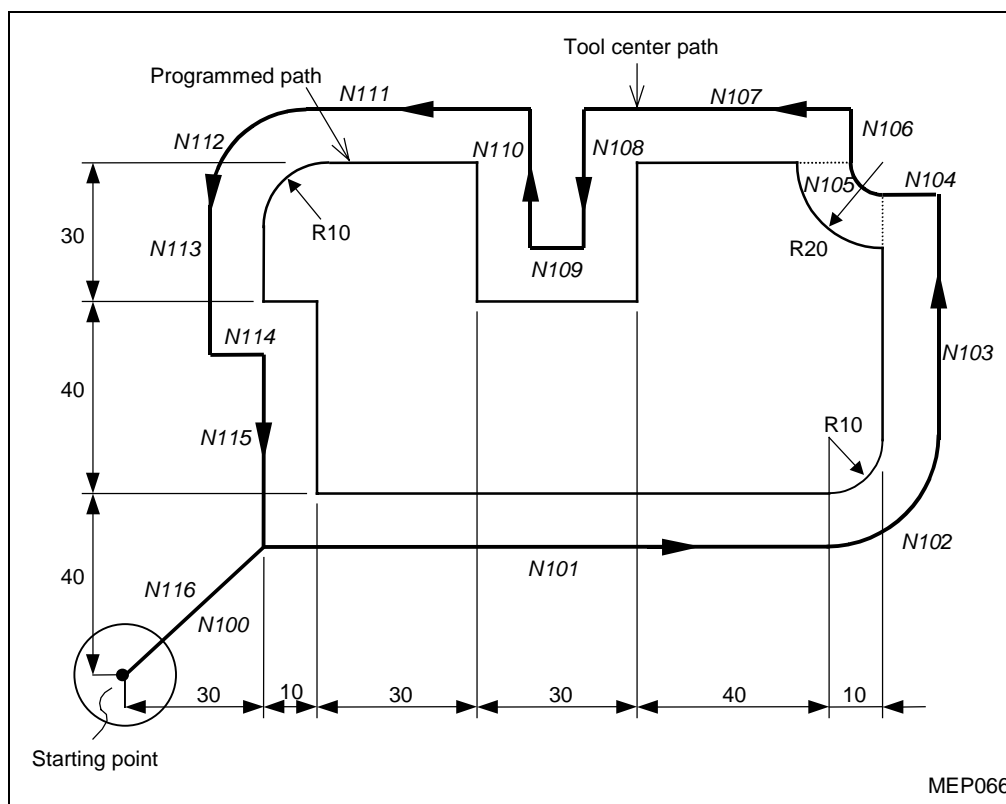 Tool center path
Programmed path
N111
N107
N112
N110
N108
N106
N105
N104
30
R10
R20
N113
N109
N114
N103
40
R10
N115
N102
40
N101
N116
N100
30
10
30
30
40
10
Starting point
MEP066